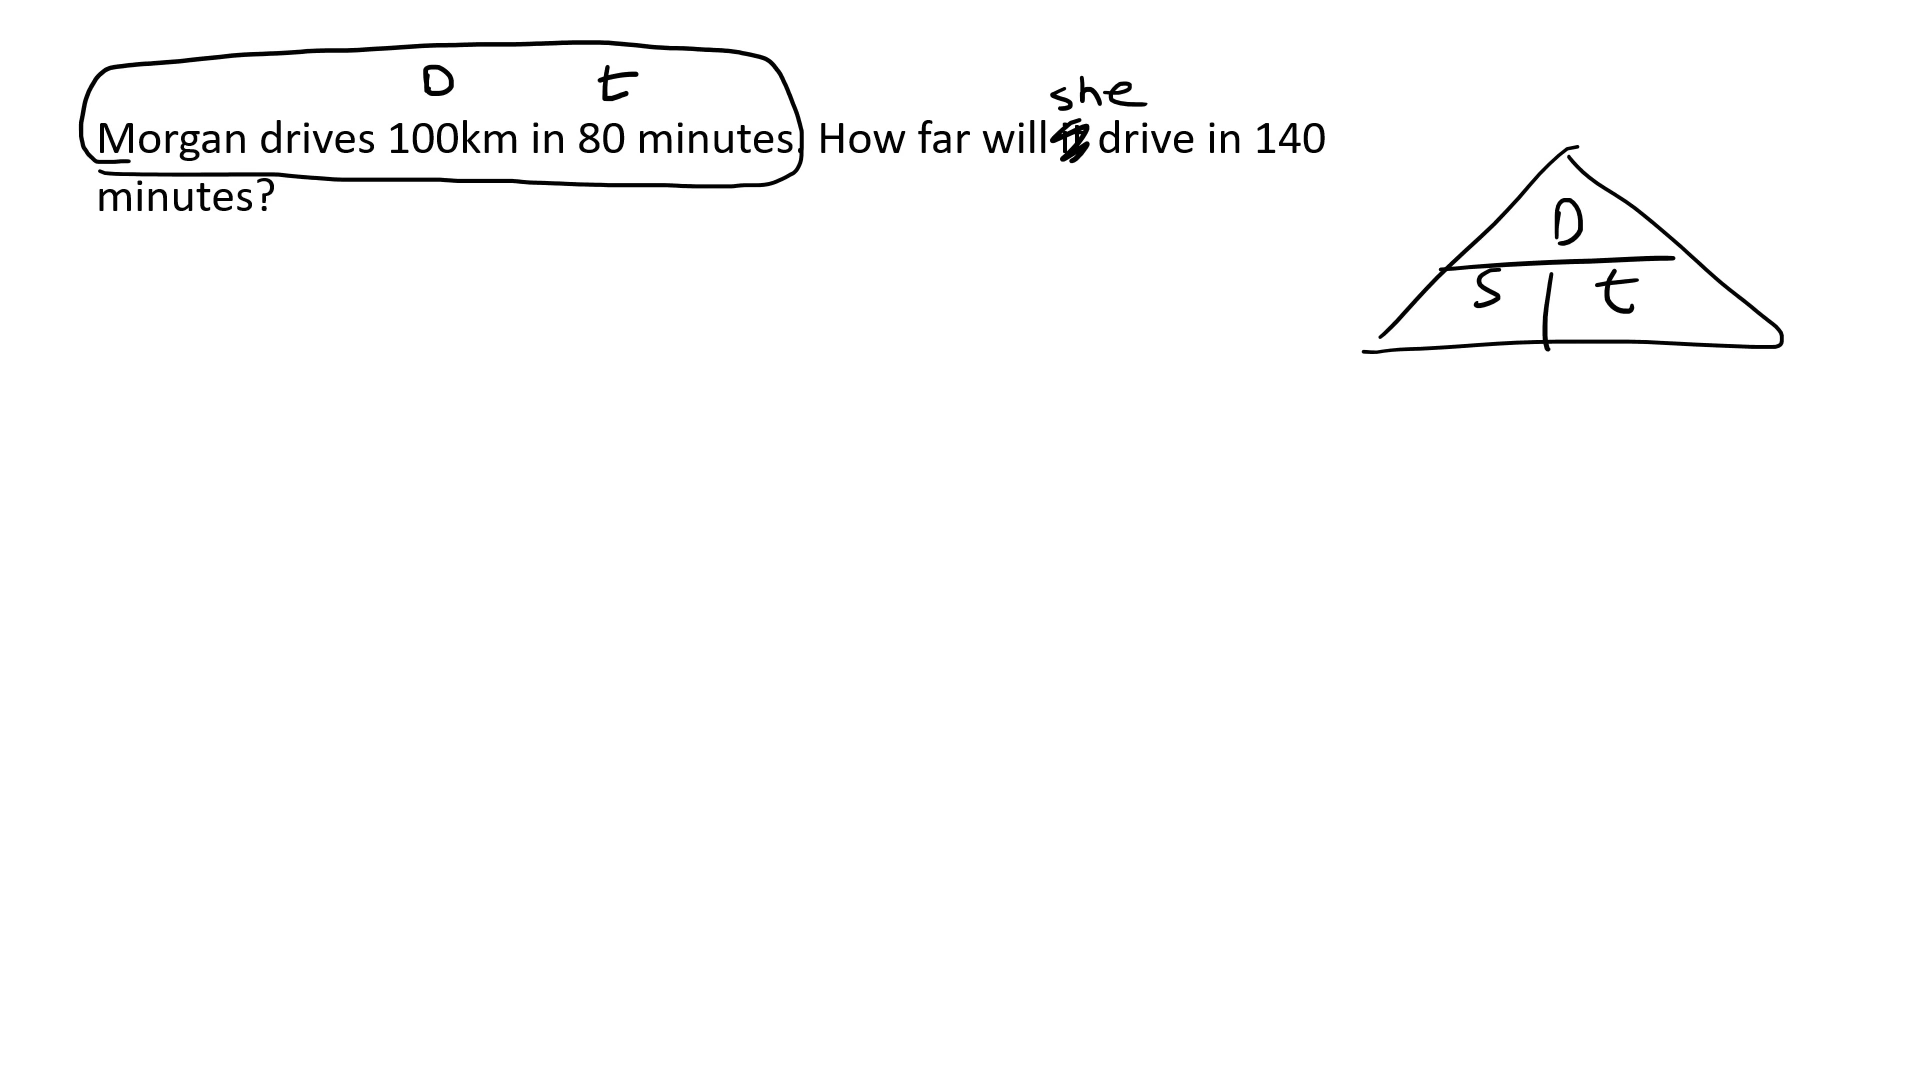 D t
she
Morgan drives 100km in 80 minutes. How far will drive in 140
minutes?
D
s t